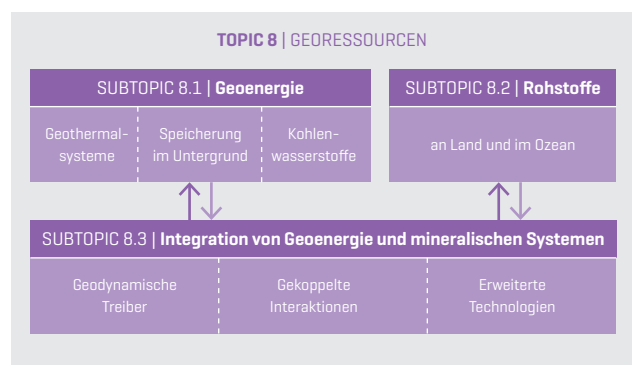 TOPIC 8 | GEORESSOURCEN
SUBTOPIC 8.1 | Geoenergie
Geothermal-
systeme
Speicherung
im Untergrund
Kohlen-
wasserstoffe
SUBTOPIC 8.2 | Rohstoffe
an Land und im Ozean
SUBTOPIC 8.3 | Integration von Geoenergie und mineralischen Systemen
Geodynamische
Treiber
Gekoppelte
Interaktionen
Erweiterte
Technologien